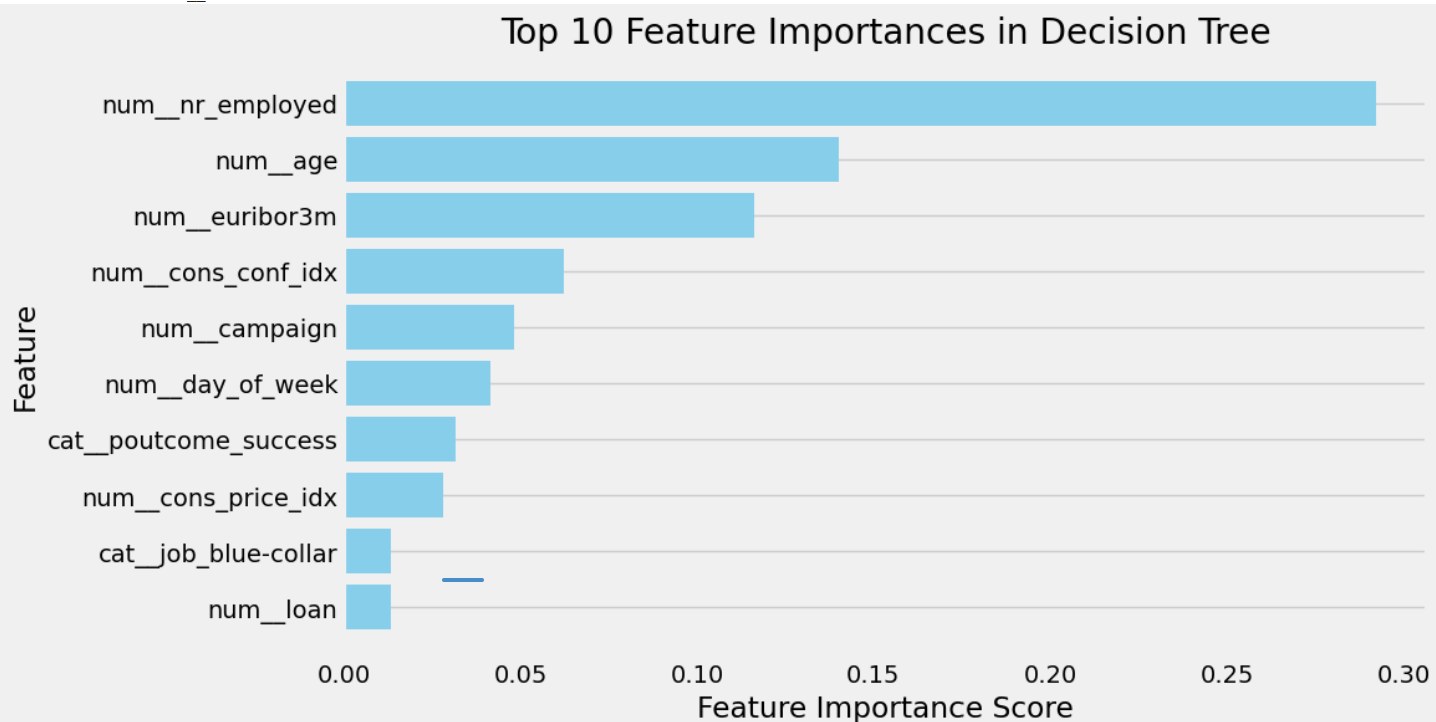 Top 10 Feature Importances in Decision Tree
num__nr_employed
num__age
num__euribor3m
num__cons_conf_idx
num__campaign
num__day_of_week
cat__poutcome_success
num__cons_price_idx
cat__job_blue-collar
num__loan
Feature
0.00 0.05 0.10 0.15 0.20 0.25 0.30
Feature Importance Score